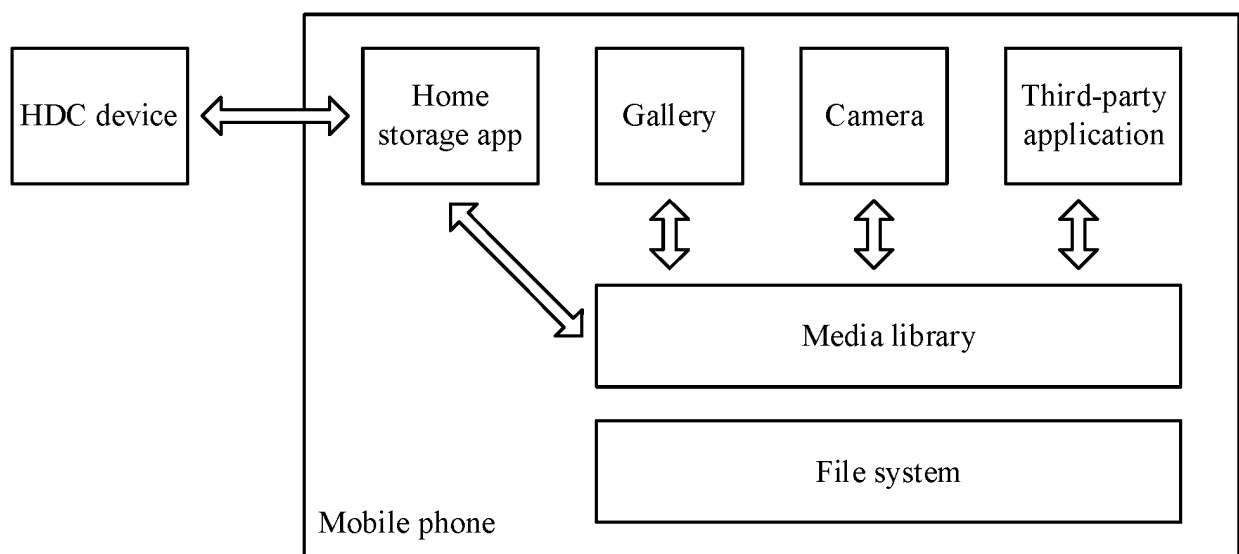 HDC device
Home
storage app
Gallery
Camera
Third-party
application
Media library
File system
Mobile phone